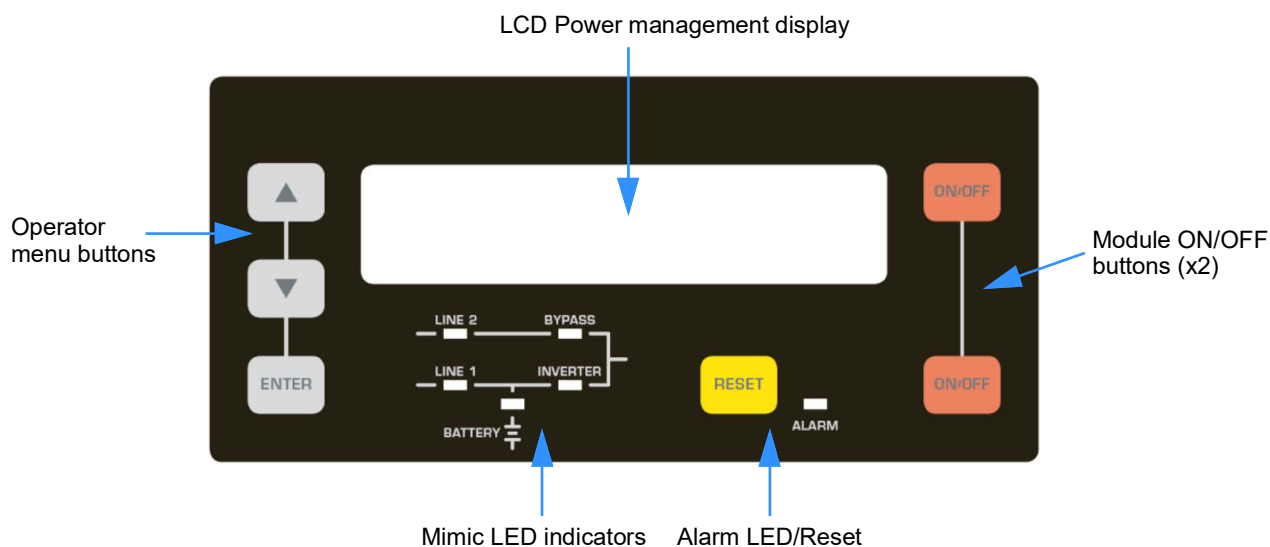 LCD Power management display
ON/OFF
Operator
menu buttons
Module ON/OFF
buttons (x2)
LINE 2
BYPASS
LINE 1
INVERTER
ENTER
RESET
ON/OFF
BATTERY
ALARM
Mimic LED indicators
Alarm LED/Reset